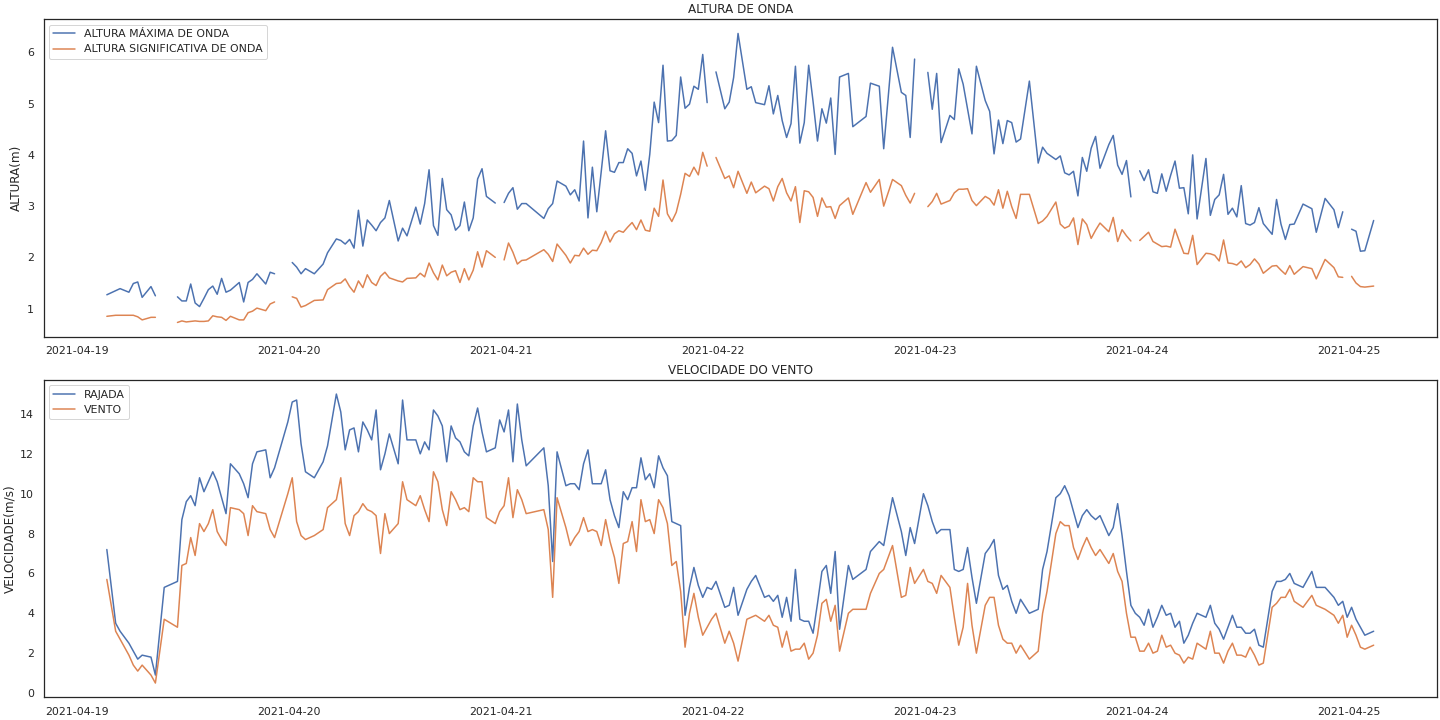 ALTURA DE ONDA
ALTURA MÁXIMA DE ONDA
ALTURA SIGNIFICATIVA DE ONDA
ALTURA(m)
6
5
4
3
2
1
2021-04-19 2021-04-20 2021-04-21 2021-04-22 2021-04-23 2021-04-24 2021-04-25
VELOCIDADE DO VENTO
RAJADA
VENTO
VELOCIDADE(m/s)
14
12
10
8
6
4
2
0
2021-04-19 2021-04-20 2021-04-21 2021-04-22 2021-04-23 2021-04-24 2021-04-25